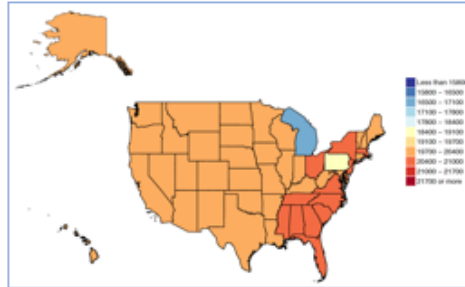 Less than 15800
15800 – 16500
16500 – 17100
17100 – 17800
17800 – 18400
18400 – 19100
19100 – 19700
19700 – 20400
20400 – 21000
21000 – 21700
21700 or more